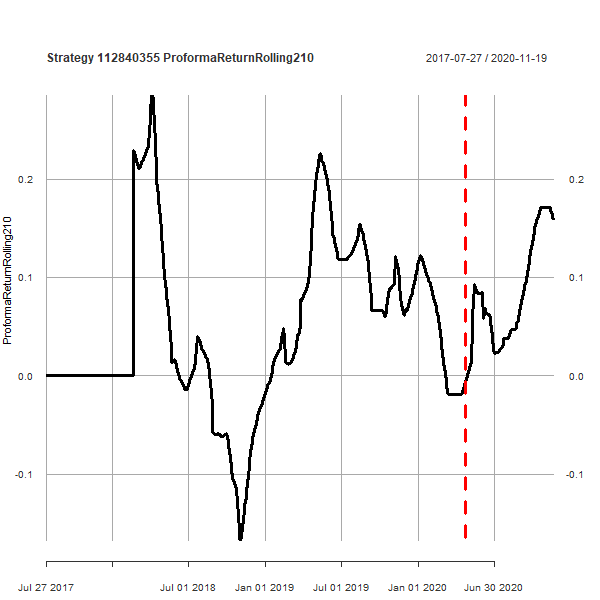 Strategy 112840355 ProformaReturnRolling210
2017-07-27 / 2020-11-19
ProformaReturnRolling210
0.2
0.2
0.1
0.1
0.0
0.0
-0.1
-0.1
Jul 27 2017
Jul 01 2018
Jan 01 2019
Jul 01 2019
Jan 01 2020
Jun 30 2020